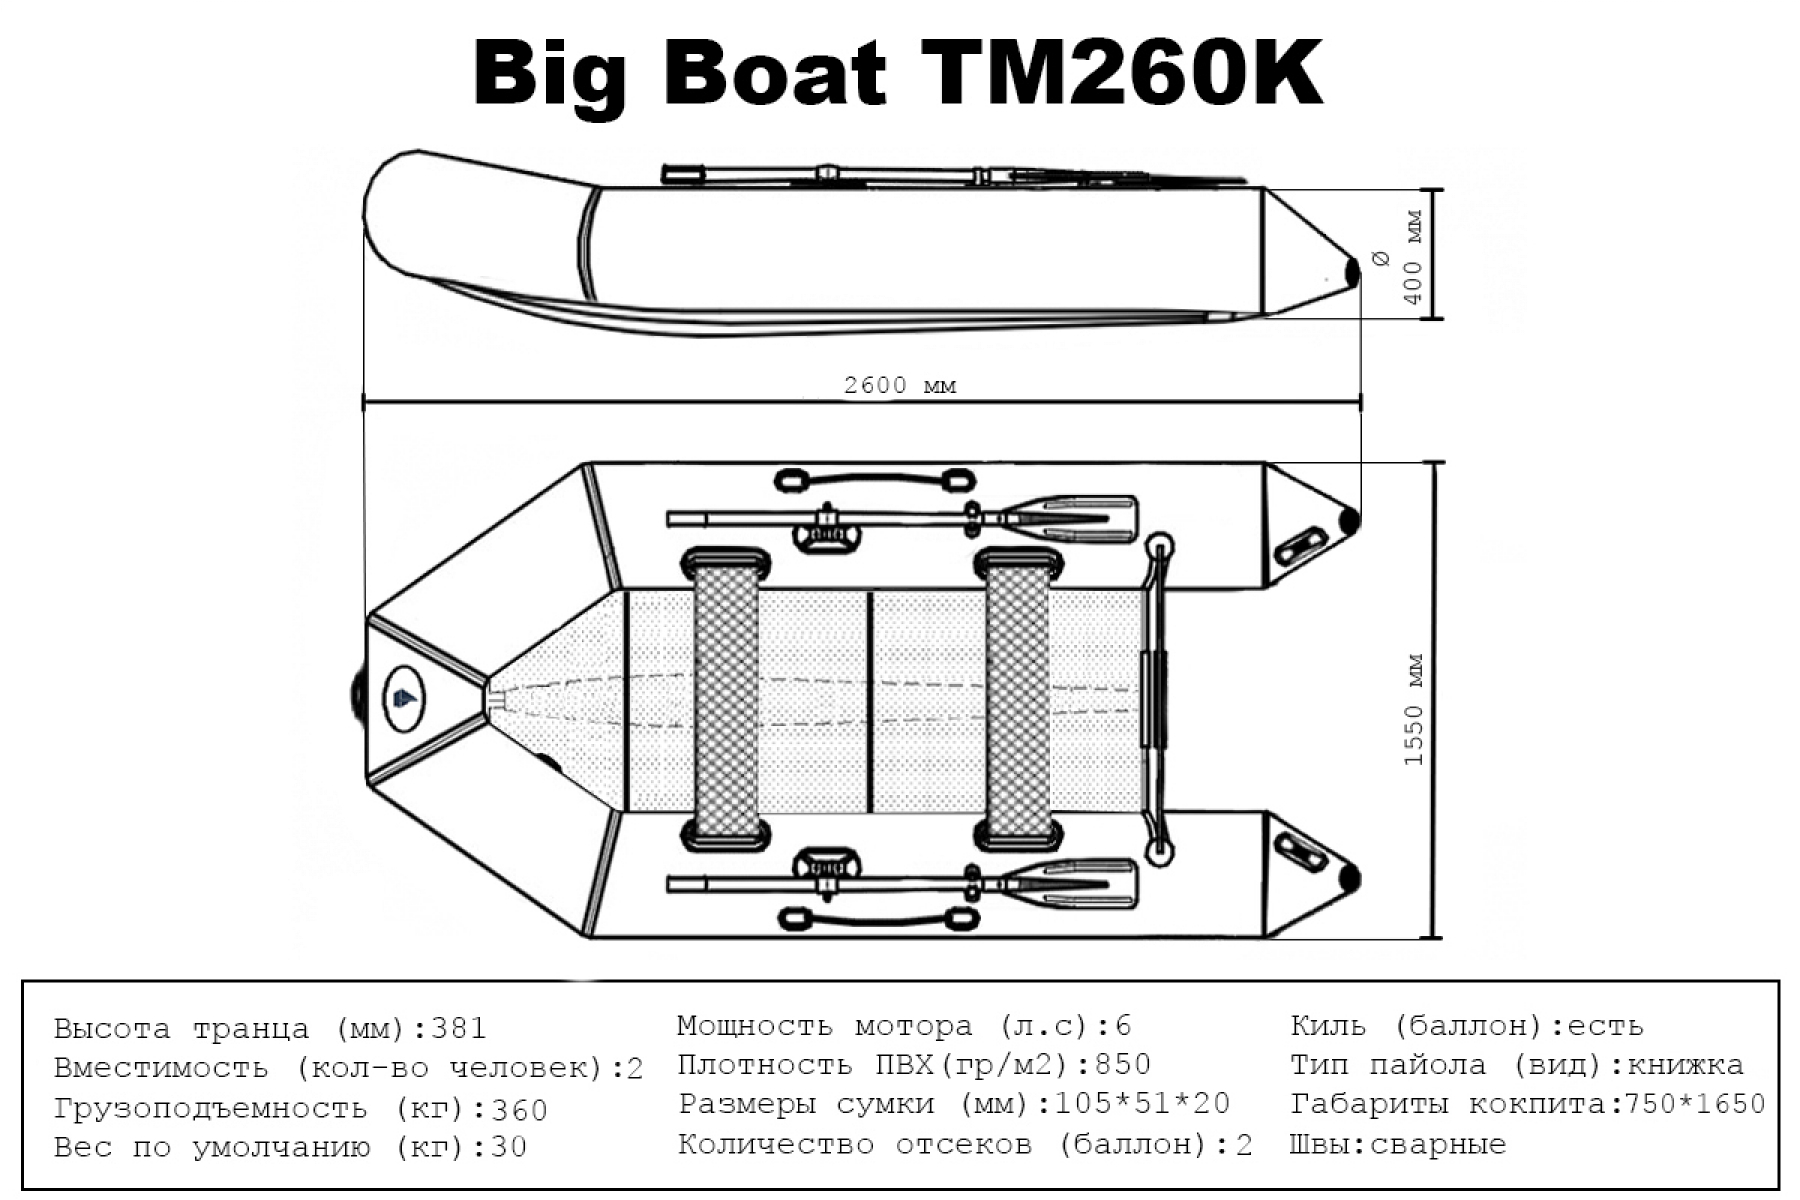 Big Boat TM260K
Ø
400 мм
2600 мм
1550 мм
Высота транца (мм):381
Вместимость (кол-во человек):2
Грузоподъемность (кг):360
Вес по умолчанию (кг):30
Мощность мотора (л.с):6
Плотность ПВХ(гр/м2):850
Размеры сумки (мм):105*51*20
Количество отсеков (баллон):2
Киль (баллон):есть
Тип пайола (вид):книжка
Габариты кокпита:750*1650
Швы:сварные